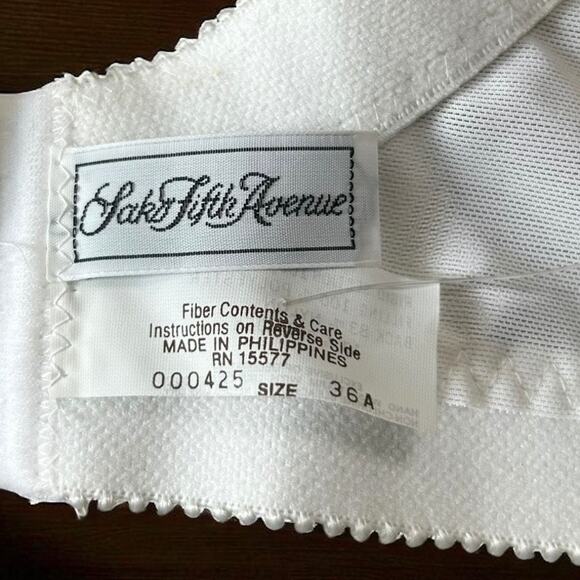 Saks Fifth Avenue
Fiber Contents & Care
Instructions on Reverse Side
MADE IN PHILIPPINES
RN 15577
000425 SIZE 36A